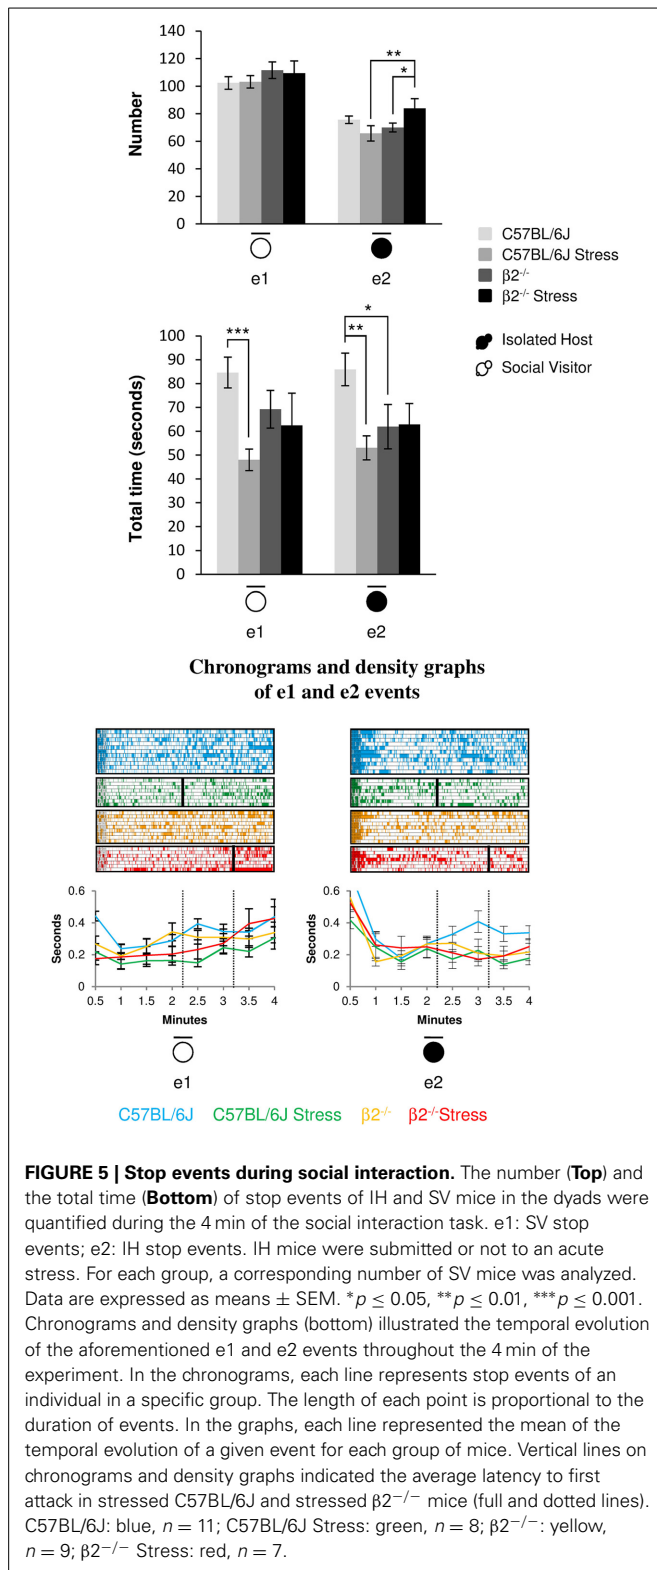 140
120
100
80
60
40
20
0
Number
**
*
e1
e2
C57BL/6J
C57BL/6J Stress
β2-/-
β2-/- Stress
Isolated Host
Social Visitor
100
90
80
70
60
50
40
30
20
10
0
Total time (seconds)
***
*
**
e1
e2
Chronograms and density graphs
of e1 and e2 events
0.6
0.4
0.2
0
Seconds
0.5 1 1.5 2 2.5 3 3.5 4
Minutes
e1
0.6
0.4
0.2
0
Seconds
0.5 1 1.5 2 2.5 3 3.5 4
Minutes
e2
C57BL/6J C57BL/6J Stress β2-/- β2-/-Stress
FIGURE 5 | Stop events during social interaction. The number (Top) and
the total time (Bottom) of stop events of IH and SV mice in the dyads were
quantified during the 4 min of the social interaction task. e1: SV stop
events; e2: IH stop events. IH mice were submitted or not to an acute
stress. For each group, a corresponding number of SV mice was analyzed.
Data are expressed as means ± SEM. *p ≤ 0.05, **p ≤ 0.01, ***p ≤ 0.001.
Chronograms and density graphs (bottom) illustrated the temporal evolution
of the aforementioned e1 and e2 events throughout the 4 min of the
experiment. In the chronograms, each line represents stop events of an
individual in a specific group. The length of each point is proportional to the
duration of events. In the graphs, each line represented the mean of the
temporal evolution of a given event for each group of mice. Vertical lines on
chronograms and density graphs indicated the average latency to first
attack in stressed C57BL/6J and stressed β2−/− mice (full and dotted lines).
C57BL/6J: blue, n = 11; C57BL/6J Stress: green, n = 8; β2−/−: yellow,
n = 9; β2−/− Stress: red, n = 7.